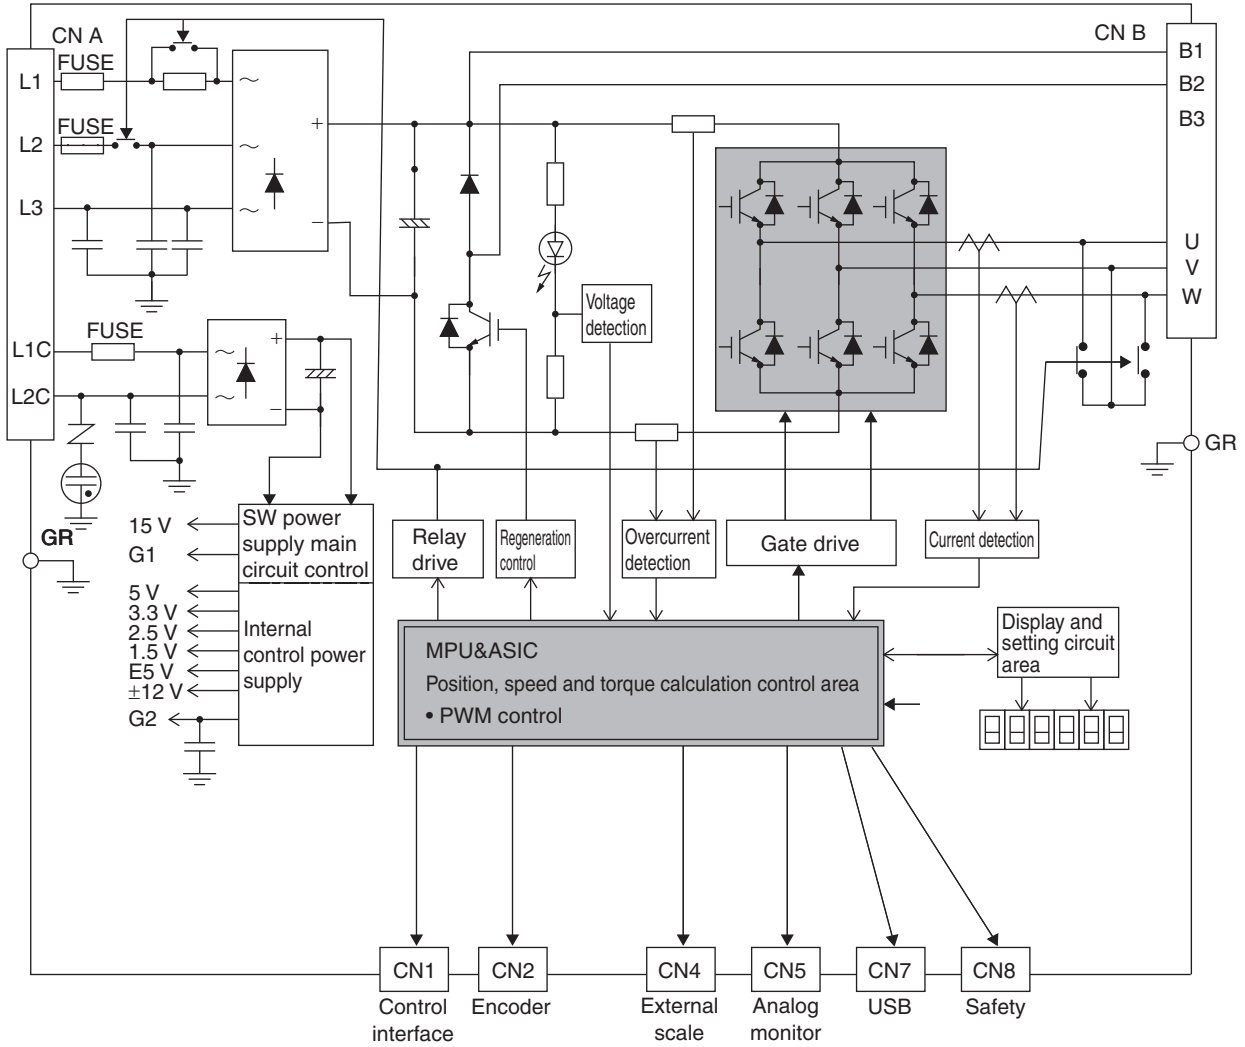 CN A
CN B
FUSE
L1
B1
B2
FUSE
L2
B3
+
L3
−
U
V
W
Voltage
detection
FUSE
L1C
+
L2C
−
GR
GR
15 V
G1
5 V
3.3 V
2.5 V
1.5 V
E5 V
±12 V
G2
SW power
supply main
circuit control
Internal
control power
supply
Relay
drive
Regeneration
control
Overcurrent
detection
Gate drive
Current detection
MPU&ASIC
Position, speed and torque calculation control area
• PWM control
Display and
setting circuit
area
CN1
CN2
CN4
CN5
CN7
CN8
Control
interface
Encoder
External
scale
Analog
monitor
USB
Safety